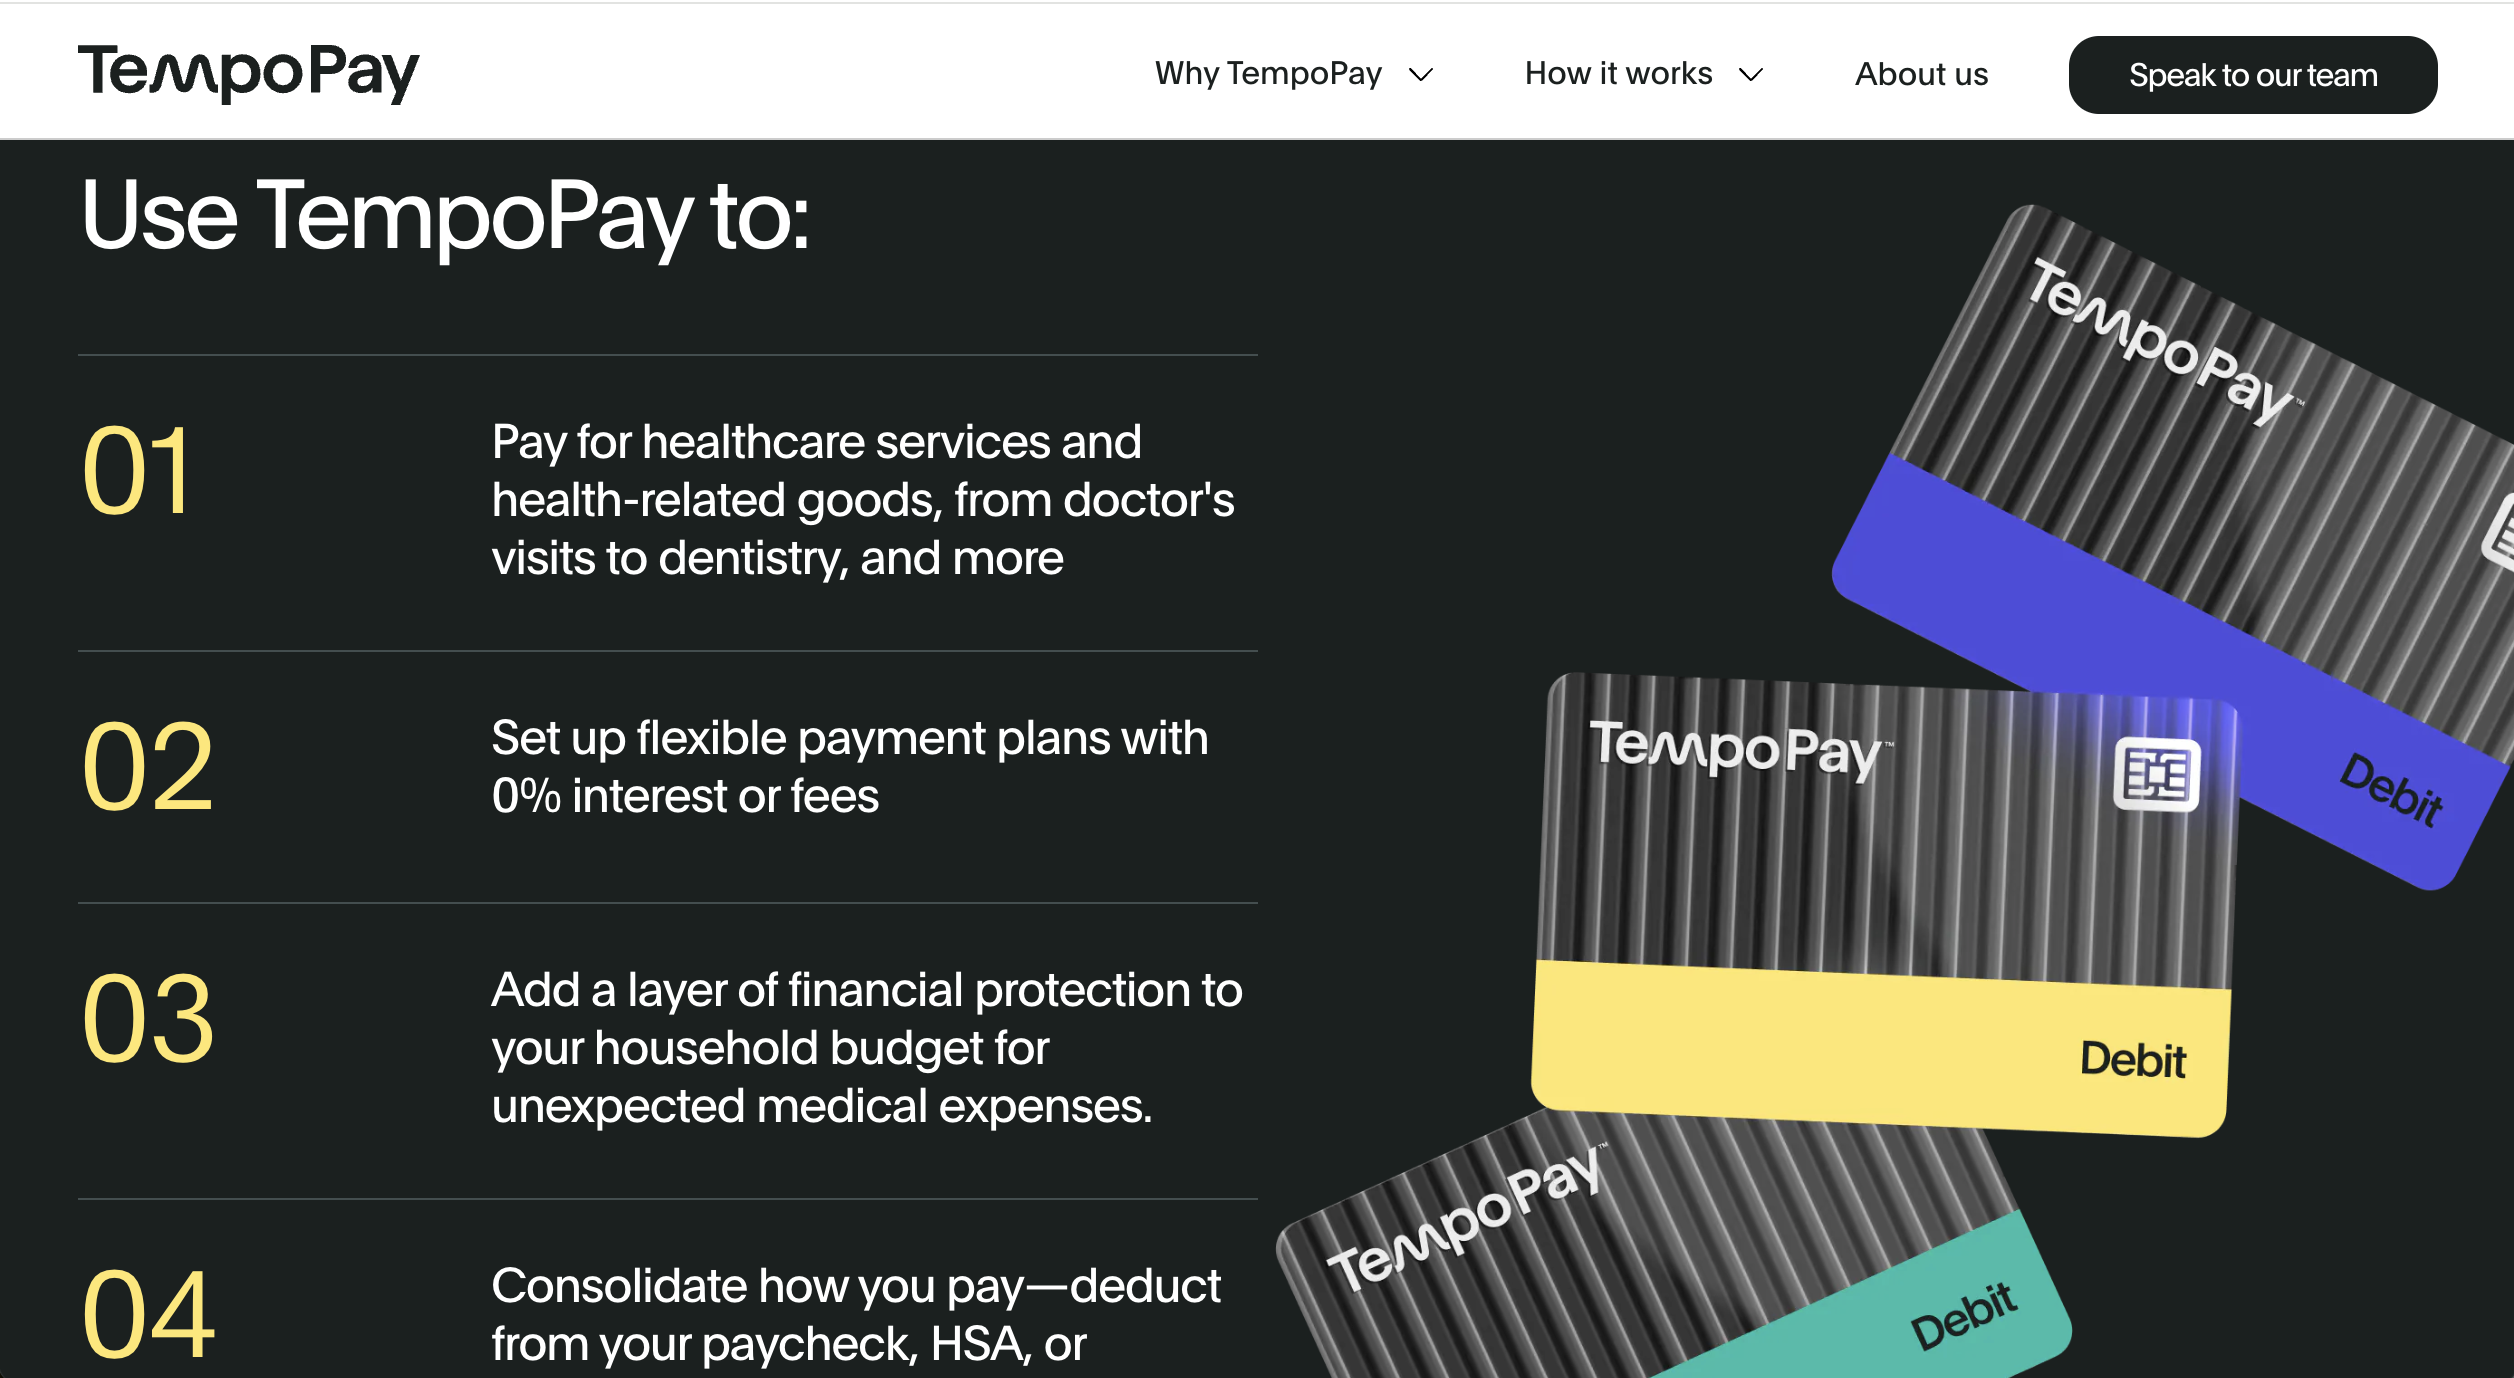 TempoPay
Why TempoPay
How it works
About us
Speak to our team
Use TempoPay to:
01
Pay for healthcare services and
health-related goods, from doctor's
visits to dentistry, and more
02
Set up flexible payment plans with
0% interest or fees
03
Add a layer of financial protection to
your household budget for
unexpected medical expenses.
04
Consolidate how you pay—deduct
from your paycheck, HSA, or
TempoPay™
Debit
TempoPay™
Debit
TempoPay™
Debit